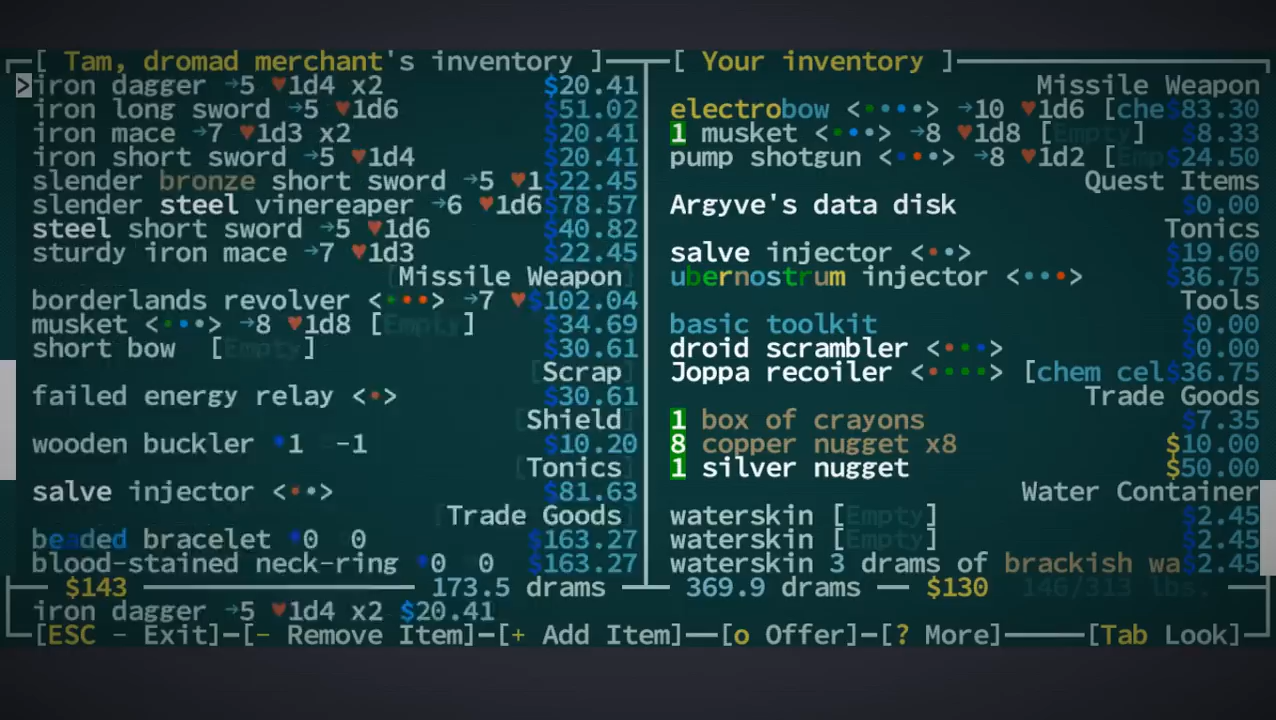 [ Tam, dromad merchant's inventory ]
>iron dagger →5 ♥1d4 x2 $20.41
iron long sword →5 ♥1d6 $51.02
iron mace →7 ♥1d3 x2 $20.41
iron short sword →5 ♥1d4 $20.41
slender bronze short sword →5 ♥1 $22.45
slender steel vinereaper →6 ♥1d6 $78.57
steel short sword →5 ♥1d6 $40.82
sturdy iron mace →7 ♥1d3 $22.45
[Missile Weapon]
borderlands revolver <•••> →7 ♥ $102.04
musket <•••> →8 ♥1d8 [Empty] $34.69
short bow [Empty] $30.61
[Scrap]
failed energy relay <•> $30.61
[Shield]
wooden buckler •1 -1 $10.20
[Tonics]
salve injector <••> $81.63
[Trade Goods]
beaded bracelet •0 0 $163.27
blood-stained neck-ring •0 0 $163.27
$143 173.5 drams
[ Your inventory ]
Missile Weapon
electrobow <••••> →10 ♥1d6 [che $83.30
1 musket <•••> →8 ♥1d8 [Empty] $8.33
pump shotgun <•••> →8 ♥1d2 [Emp $24.50
Quest Items
Argyve's data disk $0.00
Tonics
salve injector <••> $19.60
ubernostrum injector <•••> $36.75
Tools
basic toolkit $0.00
droid scrambler <•••> $0.00
Joppa recoiler <••••> [chem cel $36.75
Trade Goods
1 box of crayons $7.35
8 copper nugget x8 $10.00
1 silver nugget $50.00
Water Container
waterskin [Empty] $2.45
waterskin [Empty] $2.45
waterskin 3 drams of brackish wa $2.45
369.9 drams $130 146/313 lbs.
iron dagger →5 ♥1d4 x2 $20.41
[ESC - Exit]-[- Remove Item]-[+ Add Item]-[o Offer]-[? More] [Tab Look]